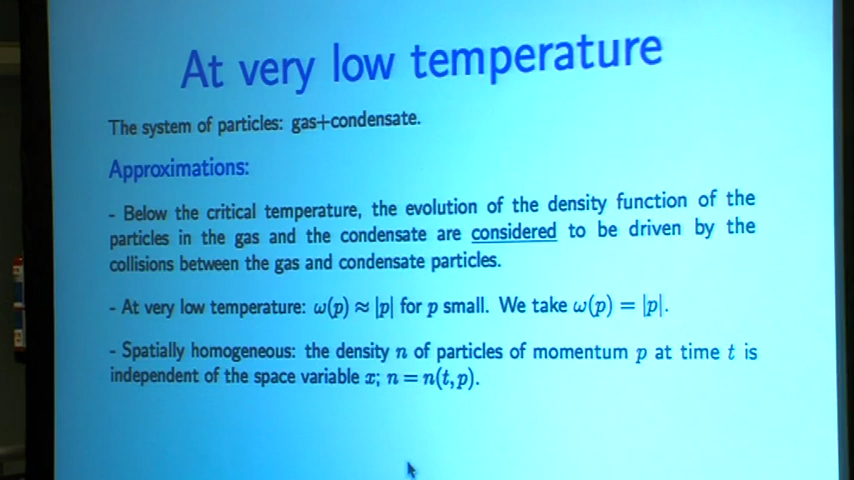 At very low temperature
The system of particles: gas+condensate.
Approximations:
- Below the critical temperature, the evolution of the density function of the
particles in the gas and the condensate are considered to be driven by the
collisions between the gas and condensate particles.
- At very low temperature: ω(p) ≈ |p| for p small. We take ω(p) = |p|.
- Spatially homogeneous: the density n of particles of momentum p at time t is
independent of the space variable x; n = n(t, p).